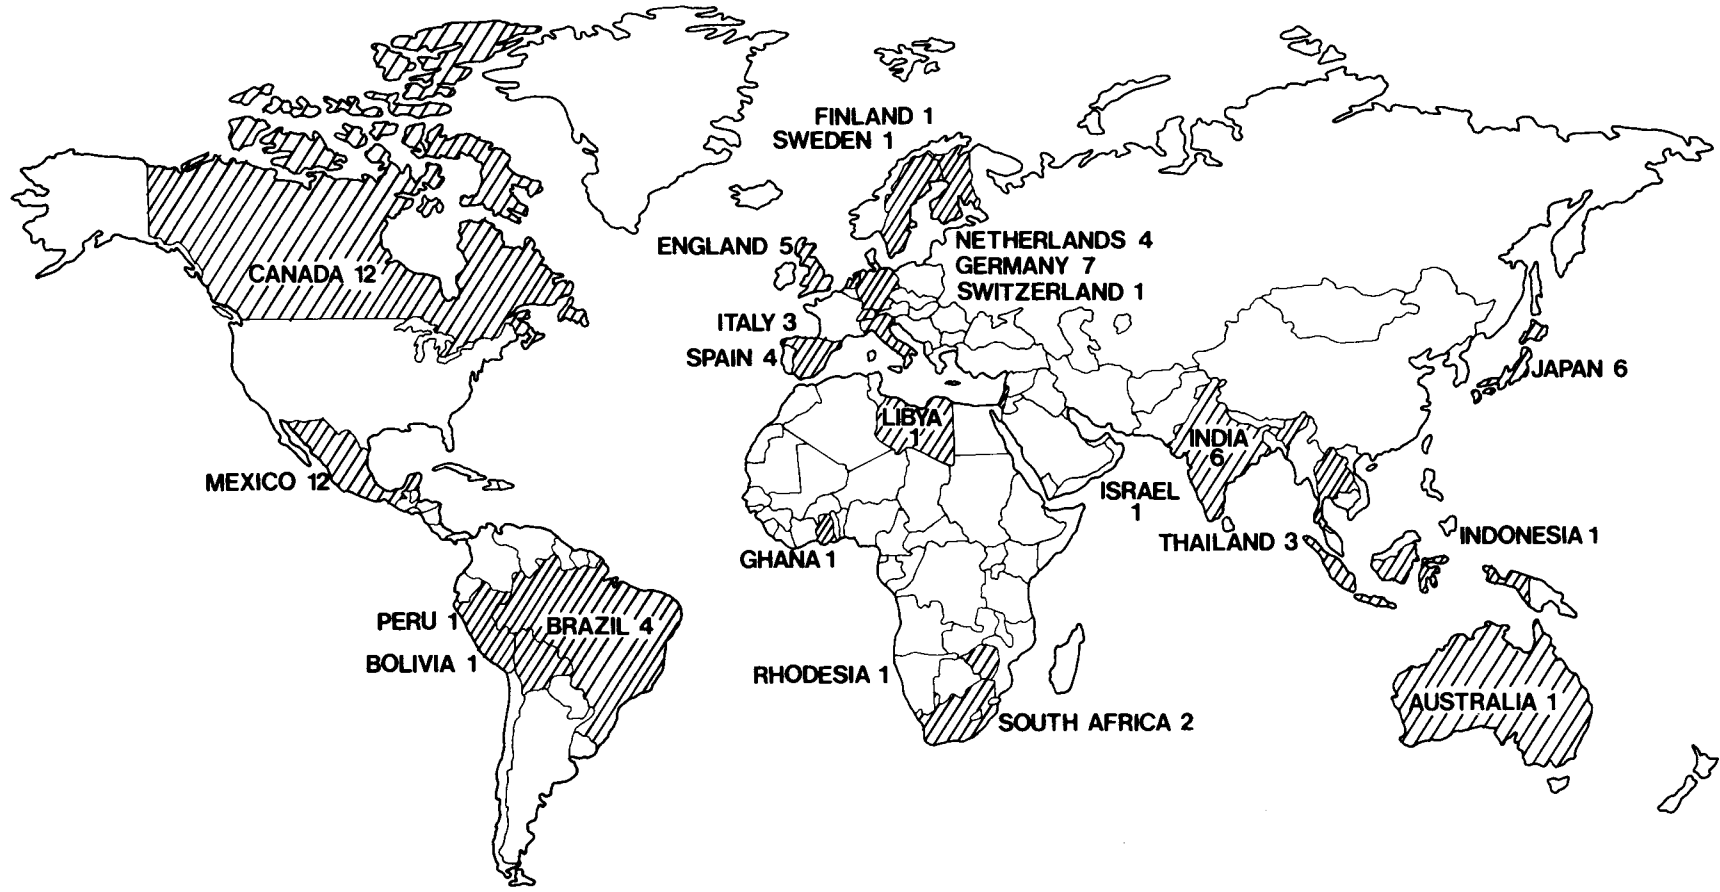 FINLAND 1
SWEDEN 1
ENGLAND 5
NETHERLANDS 4
GERMANY 7
SWITZERLAND 1
CANADA 12
ITALY 3
SPAIN 4
JAPAN 6
LIBYA
1
INDIA
6
MEXICO 12
ISRAEL
1
GHANA 1
THAILAND 3
INDONESIA 1
PERU 1
BRAZIL 4
BOLIVIA 1
RHODESIA 1
AUSTRALIA 1
SOUTH AFRICA 2